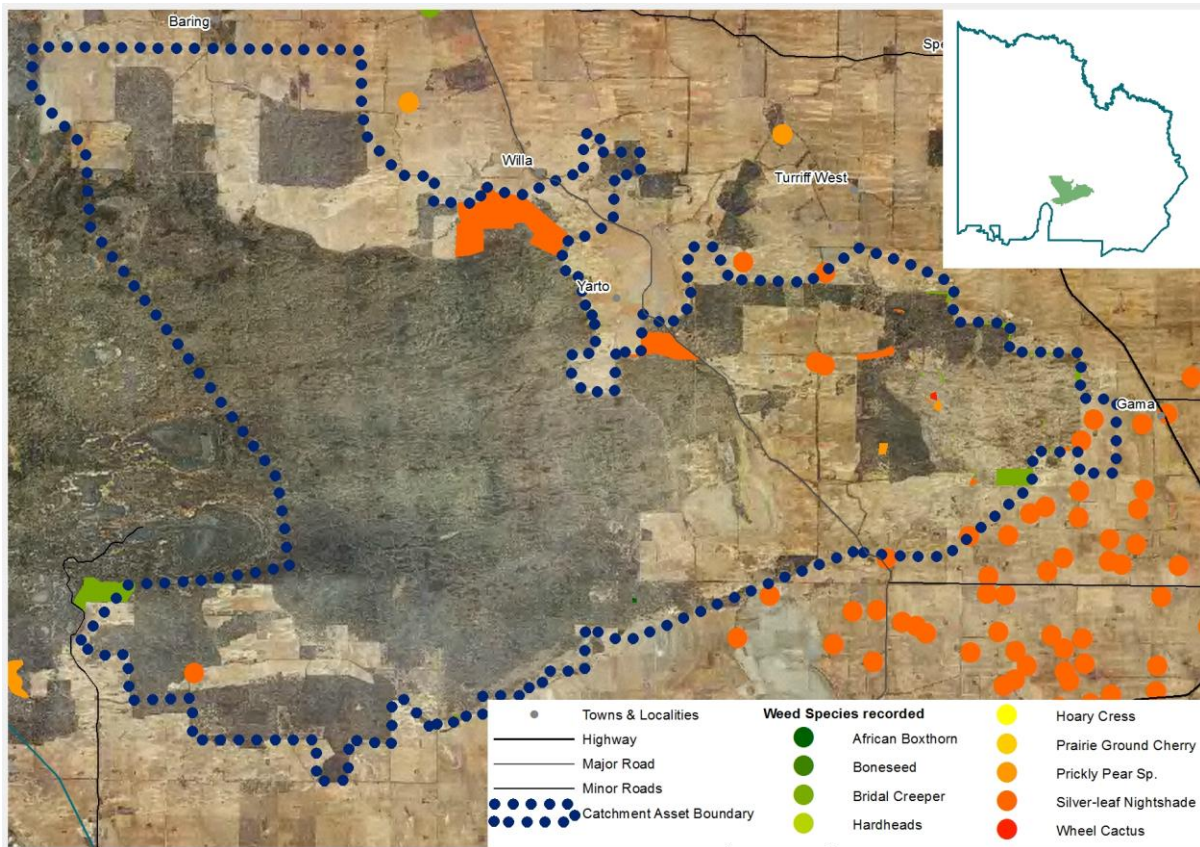 Baring
Spe
Willa
Turriff West
Yarto
Gama
Towns & Localities
Highway
Major Road
Minor Roads
Catchment Asset Boundary
Weed Species recorded
African Boxthorn
Boneseed
Bridal Creeper
Hardheads
Hoary Cress
Prairie Ground Cherry
Prickly Pear Sp.
Silver-leaf Nightshade
Wheel Cactus